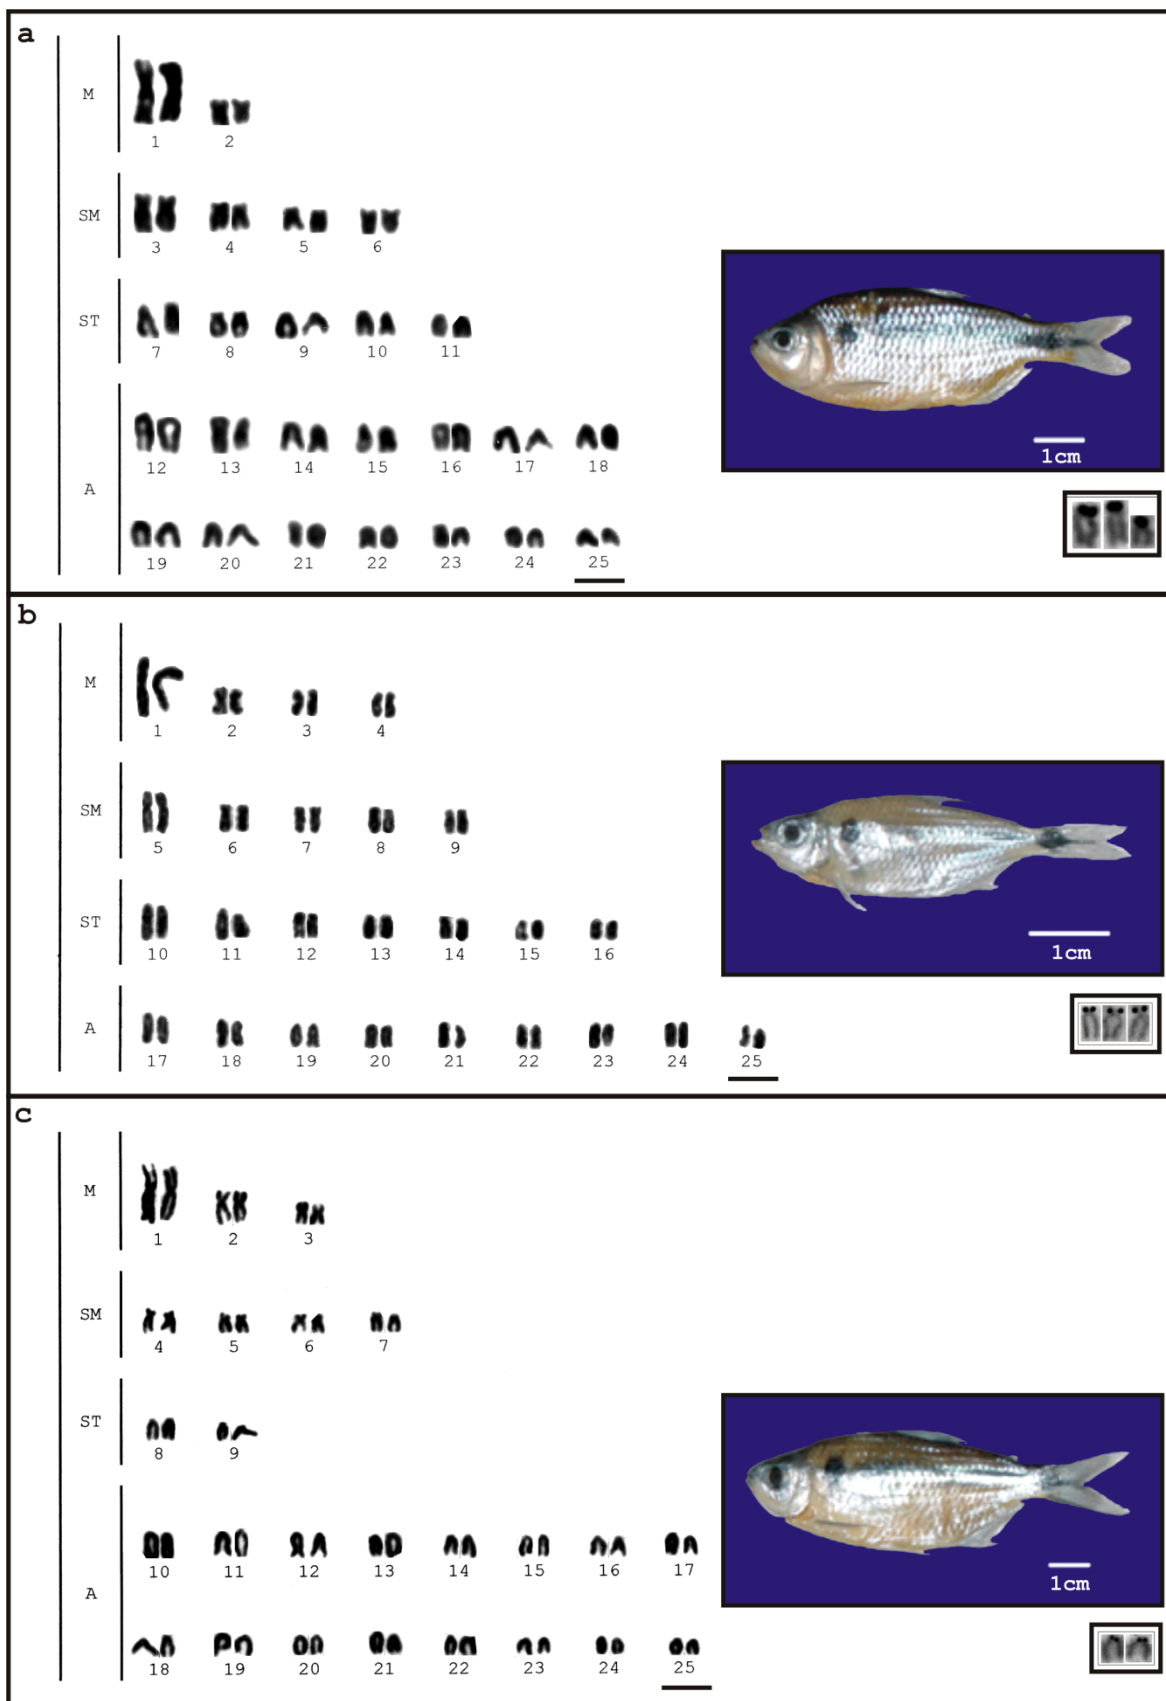 a
M
1 2
SM
3 4 5 6
ST
7 8 9 10 11
1cm
A
12 13 14 15 16 17 18
19 20 21 22 23 24 25
b
M
1 2 3 4
SM
5 6 7 8 9
ST
10 11 12 13 14 15 16
1cm
A
17 18 19 20 21 22 23 24 25
c
M
1 2 3
SM
4 5 6 7
ST
8 9
1cm
A
10 11 12 13 14 15 16 17
18 19 20 21 22 23 24 25